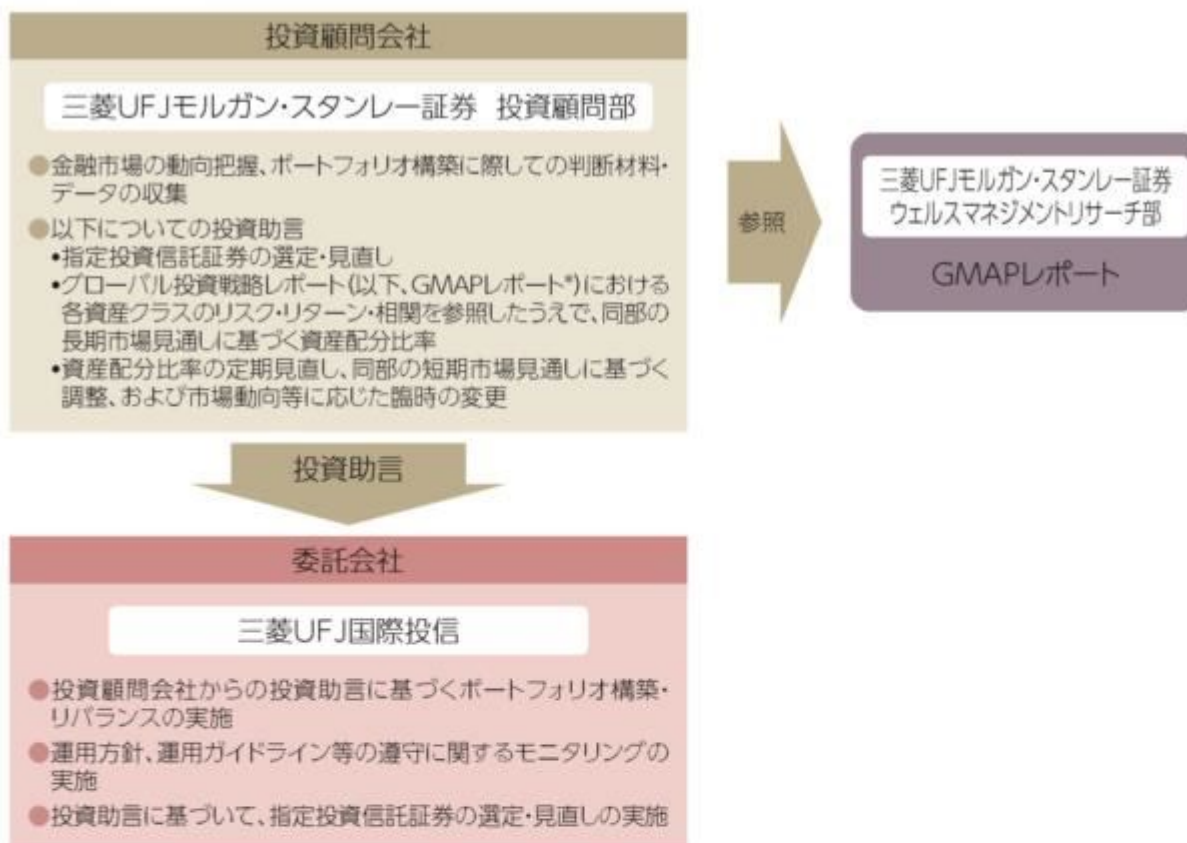 投資顧問会社
三菱UFJモルガン・スタンレー証券 投資顧問部
●金融市場の動向把握、ポートフォリオ構築に際しての判断材料・
データの収集
●以下についての投資助言
•指定投資信託証券の選定・見直し
•グローバル投資戦略レポート(以下、GMAPレポート*)における
各資産クラスのリスク・リターン・相関を参照したうえで、同部の
長期市場見通しに基づく資産配分比率
•資産配分比率の定期見直し、同部の短期市場見通しに基づく
調整、および市場動向等に応じた臨時の変更
参照
三菱UFJモルガン・スタンレー証券
ウェルスマネジメントリサーチ部
GMAPレポート
投資助言
委託会社
三菱UFJ国際投信
●投資顧問会社からの投資助言に基づくポートフォリオ構築・
リバランスの実施
●運用方針、運用ガイドライン等の遵守に関するモニタリングの
実施
●投資助言に基づいて、指定投資信託証券の選定・見直しの実施